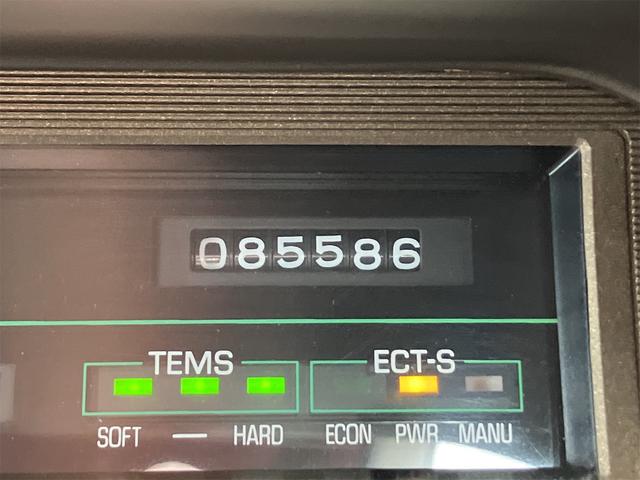 085586
TEMS ECT-S
SOFT — HARD ECON PWR MANU